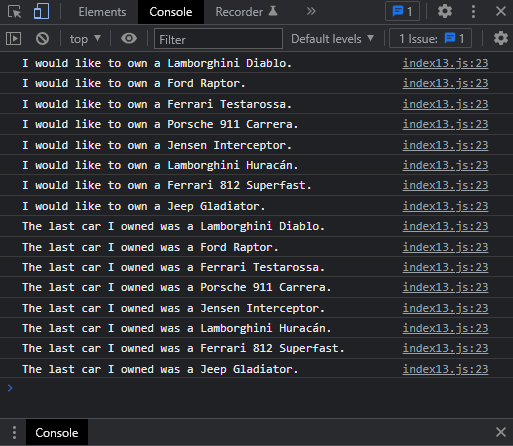 Elements Console Recorder 1
top Filter Default levels 1 Issue: 1
I would like to own a Lamborghini Diablo. index13.js:23
I would like to own a Ford Raptor. index13.js:23
I would like to own a Ferrari Testarossa. index13.js:23
I would like to own a Porsche 911 Carrera. index13.js:23
I would like to own a Jensen Interceptor. index13.js:23
I would like to own a Lamborghini Huracán. index13.js:23
I would like to own a Ferrari 812 Superfast. index13.js:23
I would like to own a Jeep Gladiator. index13.js:23
The last car I owned was a Lamborghini Diablo. index13.js:23
The last car I owned was a Ford Raptor. index13.js:23
The last car I owned was a Ferrari Testarossa. index13.js:23
The last car I owned was a Porsche 911 Carrera. index13.js:23
The last car I owned was a Jensen Interceptor. index13.js:23
The last car I owned was a Lamborghini Huracán. index13.js:23
The last car I owned was a Ferrari 812 Superfast. index13.js:23
The last car I owned was a Jeep Gladiator. index13.js:23
Console